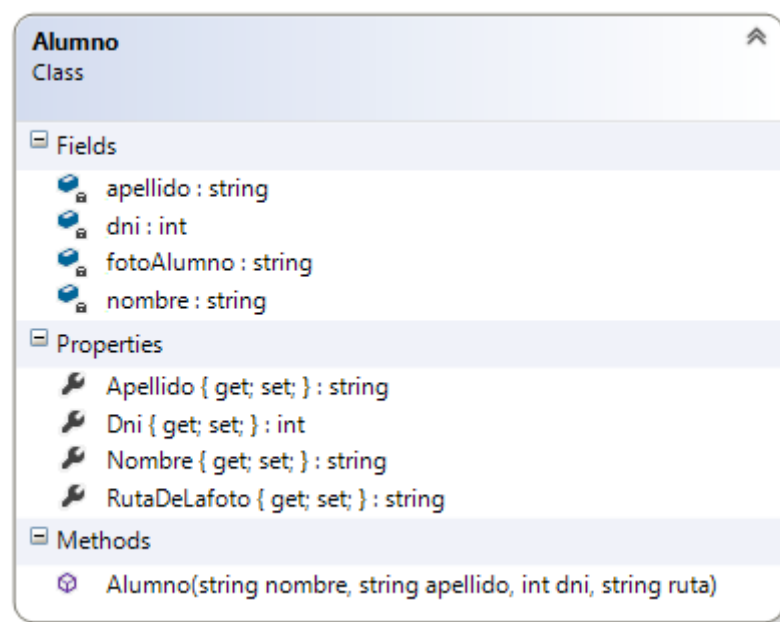 Alumno
Class
Fields
apellido : string
dni : int
fotoAlumno : string
nombre : string
Properties
Apellido { get; set; } : string
Dni { get; set; } : int
Nombre { get; set; } : string
RutaDeLafoto { get; set; } : string
Methods
Alumno(string nombre, string apellido, int dni, string ruta)